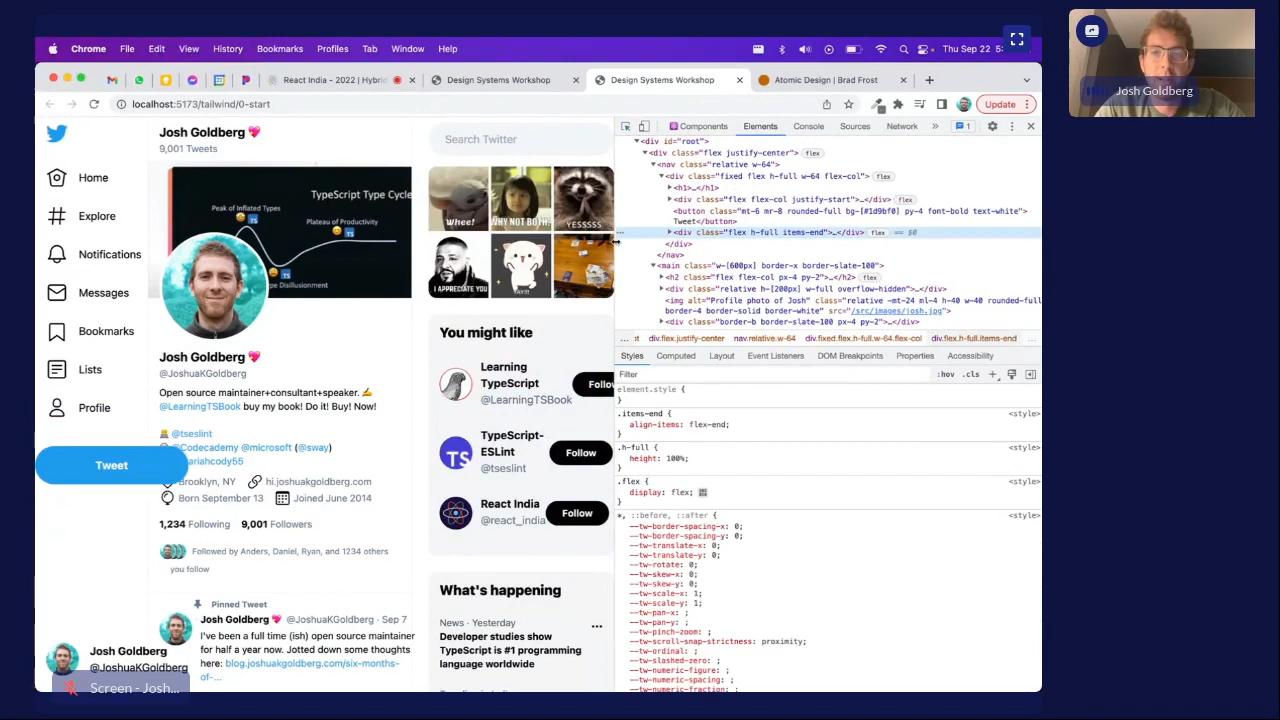 Chrome File Edit View History Bookmarks Profiles Tab Window Help
Thu Sep 22
React India - 2022 | Hybrid
Design Systems Workshop
Design Systems Workshop
Atomic Design | Brad Frost
localhost:5173/tailwind/0-start
Update
Josh Goldberg
Josh Goldberg 💖
9,001 Tweets
Home
Explore
Notifications
Messages
Bookmarks
Lists
Profile
Tweet
TypeScript Type Cycle
Peak of Inflated Types
TS
Plateau of Productivity
TS
TS
Disillusionment
Josh Goldberg 💖
@JoshuaKGoldberg
Open source maintainer+consultant+speaker. ✍️
@LearningTSBook buy my book! Do it! Buy! Now!
@tseslint
@Codecademy @microsoft (@sway)
ariahcody55
Brooklyn, NY hi.joshuakgoldberg.com
Born September 13 Joined June 2014
1,234 Following 9,001 Followers
Followed by Anders, Daniel, Ryan, and 1234 others
you follow
Pinned Tweet
Josh Goldberg 💖 @JoshuaKGoldberg · Sep 7
I've been a full time (ish) open source maintainer
for half a year now. Jotted down some thoughts
here: blog.joshuakgoldberg.com/six-months-
of-...
Josh Goldberg
@JoshuaKGoldberg
Screen - Josh...
Search Twitter
Whee!
WHY NOT BOTH
YESSSS
I APPRECIATE YOU
YAY!!!
You might like
Learning
TypeScript
@LearningTSBook
Follow
TS
TypeScript-
ESLint
@tseslint
Follow
React India
@react_india
Follow
What's happening
News · Yesterday
Developer studies show
TypeScript is #1 programming
language worldwide
Components Elements Console Sources Network » 1
<div id="root">
<div class="flex justify-center"> flex
<nav class="relative w-64">
<div class="fixed flex h-full w-64 flex-col"> flex
<h1>…</h1>
<div class="flex flex-col justify-start">…</div> flex
<button class="mt-6 mr-8 rounded-full bg-[#1d9bf0] py-4 font-bold text-white">
Tweet</button>
<div class="flex h-full items-end">…</div> flex == $0
</div>
</nav>
<main class="w-[600px] border-x border-slate-100">
<h2 class="flex flex-col px-4 py-2">…</h2> flex
<div class="relative h-[200px] w-full overflow-hidden">…</div>
<img alt="Profile photo of Josh" class="relative -mt-24 ml-4 h-40 w-40 rounded-full
border-4 border-solid border-white" src="/src/images/josh.jpg">
<div class="border-b border-slate-100 px-4 py-2">…</div>
div.flex.justify-center nav.relative.w-64 div.fixed.flex.h-full.w-64.flex-col div.flex.h-full.items-end
Styles Computed Layout Event Listeners DOM Breakpoints Properties Accessibility
Filter :hov .cls
element.style {
}
.items-end { <style>
align-items: flex-end;
}
.h-full { <style>
height: 100%;
}
.flex { <style>
display: flex;
}
*, ::before, ::after { <style>
--tw-border-spacing-x: 0;
--tw-border-spacing-y: 0;
--tw-translate-x: 0;
--tw-translate-y: 0;
--tw-rotate: 0;
--tw-skew-x: 0;
--tw-skew-y: 0;
--tw-scale-x: 1;
--tw-scale-y: 1;
--tw-pan-x: ;
--tw-pan-y: ;
--tw-pinch-zoom: ;
--tw-scroll-snap-strictness: proximity;
--tw-ordinal: ;
--tw-slashed-zero: ;
--tw-numeric-figure: ;
--tw-numeric-spacing: ;
--tw-numeric-fraction: ;